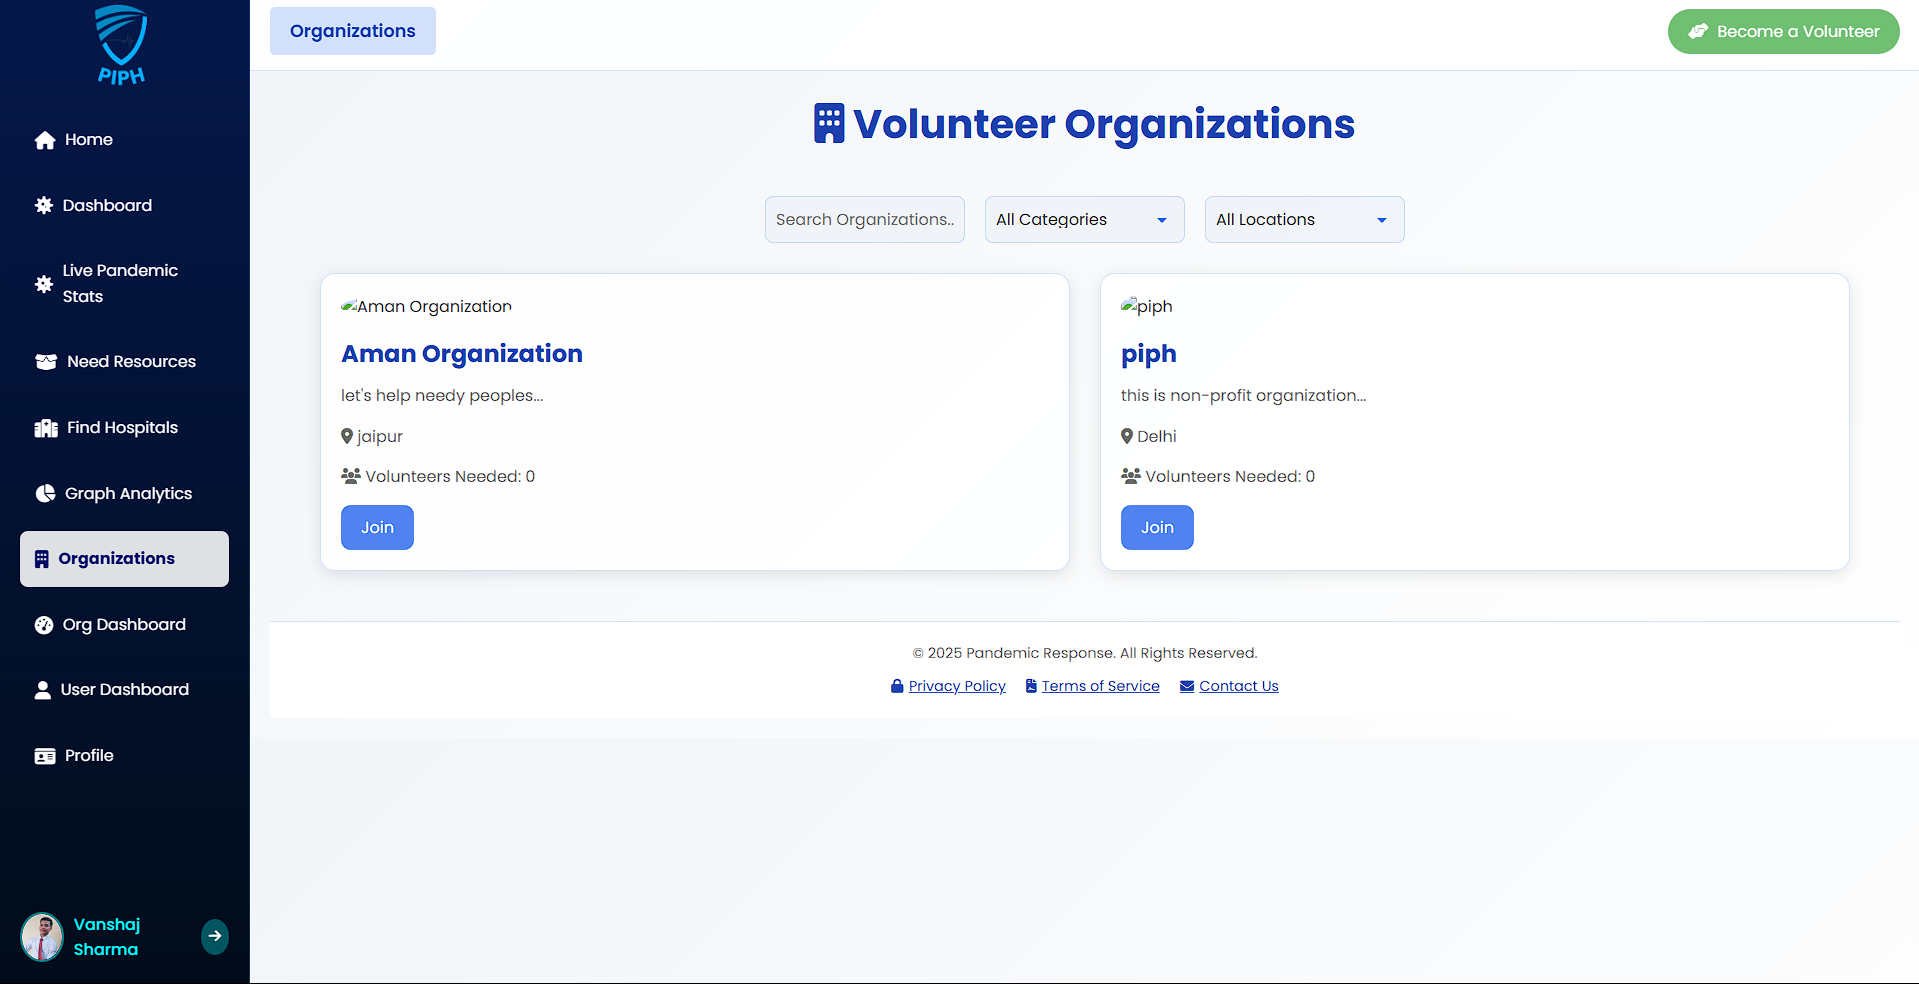 PIPH
Home
Dashboard
Live Pandemic
Stats
Need Resources
Find Hospitals
Graph Analytics
Organizations
Org Dashboard
User Dashboard
Profile
Vanshaj
Sharma
Organizations
Become a Volunteer
Volunteer Organizations
Search Organizations..
All Categories
All Locations
Aman Organization
Aman Organization
let's help needy peoples...
jaipur
Volunteers Needed: 0
Join
piph
piph
this is non-profit organization...
Delhi
Volunteers Needed: 0
Join
© 2025 Pandemic Response. All Rights Reserved.
Privacy Policy Terms of Service Contact Us